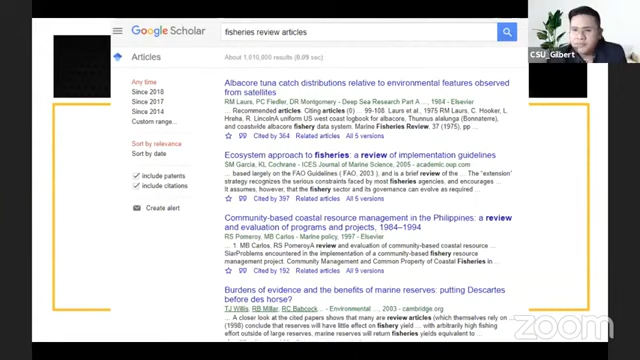 Google Scholar
fisheries review articles
CSU_Gilbert
Articles
About 1,010,000 results (0.09 sec)
Any time
Since 2018
Since 2017
Since 2014
Custom range...
Sort by relevance
Sort by date
include patents
include citations
Create alert
Albacore tuna catch distributions relative to environmental features observed
from satellites
RM Laurs, PC Fiedler, DR Montgomery - Deep Sea Research Part A ..., 1984 - Elsevier
... Recommended articles. Citing articles (0) ... 99-108. Laurs et al., 1975 RM Laurs, C. Hooker, L.
Hreha, R. LincolnA uniform US west coast logbook for albacore, Thunnus alalunga (Bonnaterre),
and coastwide albacore fishery data system. Marine Fisheries Review, 37 (1975), pp ...
Cited by 364 Related articles All 5 versions
Ecosystem approach to fisheries: a review of implementation guidelines
SM Garcia, KL Cochrane - ICES Journal of Marine Science, 2005 - academic.oup.com
... based largely on the FAO Guidelines (FAO, 2003), and is a brief review of the ... The "extension"
strategy recognizes the serious constraints faced by most fisheries agencies, and encourages ...
It assumes, however, that the fishery sector and its governance can evolve as required ...
Cited by 397 Related articles All 5 versions
Community-based coastal resource management in the Philippines: a review
and evaluation of programs and projects, 1984–1994
RS Pomeroy, MB Carlos - Marine policy, 1997 - Elsevier
... 1. MB Carlos, RS PomeroyA review and evaluation of community-based coastal resource ...
SlarProblems encountered in the implementation of a community-based fishery resource
management project. Community Management and Common Property of Coastal Fisheries in ...
Cited by 192 Related articles All 9 versions
Burdens of evidence and the benefits of marine reserves: putting Descartes
before des horse?
TJ Willis, RB Millar, RC Babcock... - Environmental ..., 2003 - cambridge.org
... A closer look at the cited papers shows that many are review articles (which themselves rely on
(1998) conclude that reserves will have little effect on fishery yield ... with arbitrarily high fishing
effort outside of large reserves, marine reserves will return fisheries yields equivalent to ...
zoom